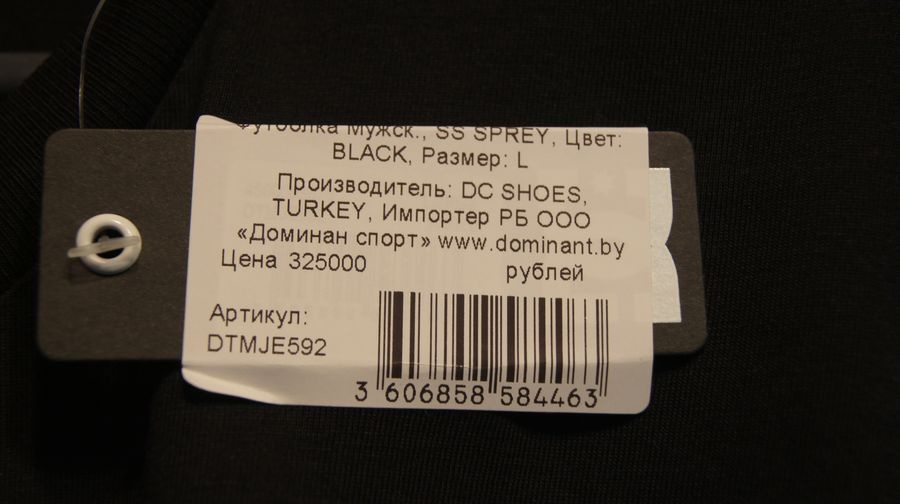 Футболка Мужск., SS SPREY, Цвет:
BLACK, Размер: L
Производитель: DC SHOES,
TURKEY, Импортер РБ ООО
«Доминан спорт» www.dominant.by
Цена 325000 рублей
Артикул:
DTMJE592
3 606858 584463